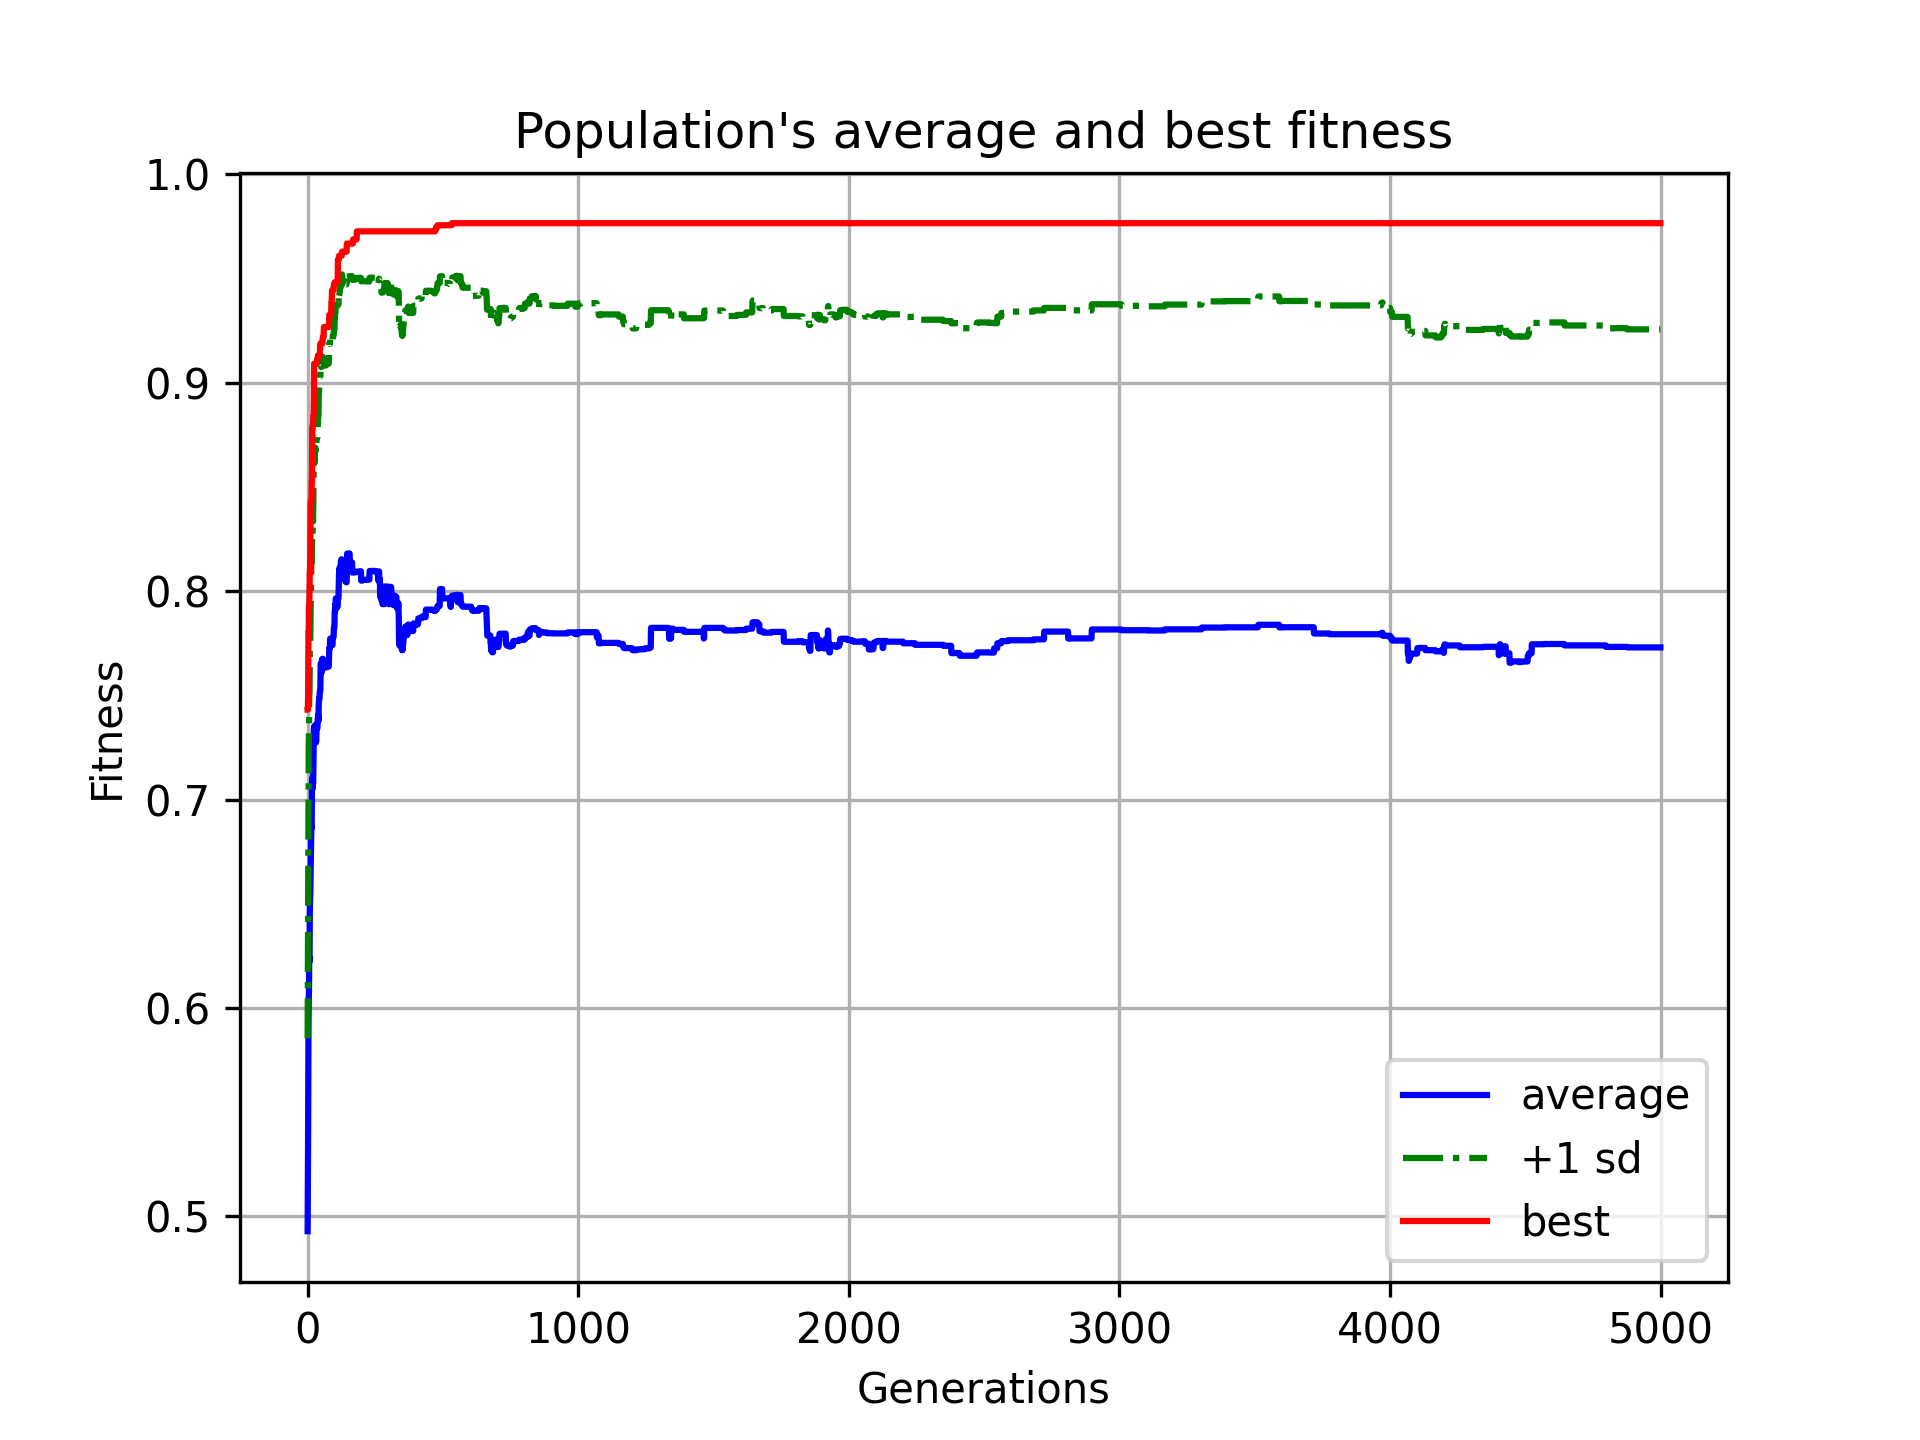 Population's average and best fitness
1.0
0.9
0.8
0.7
0.6
0.5
Fitness
0 1000 2000 3000 4000 5000
Generations
average
+1 sd
best